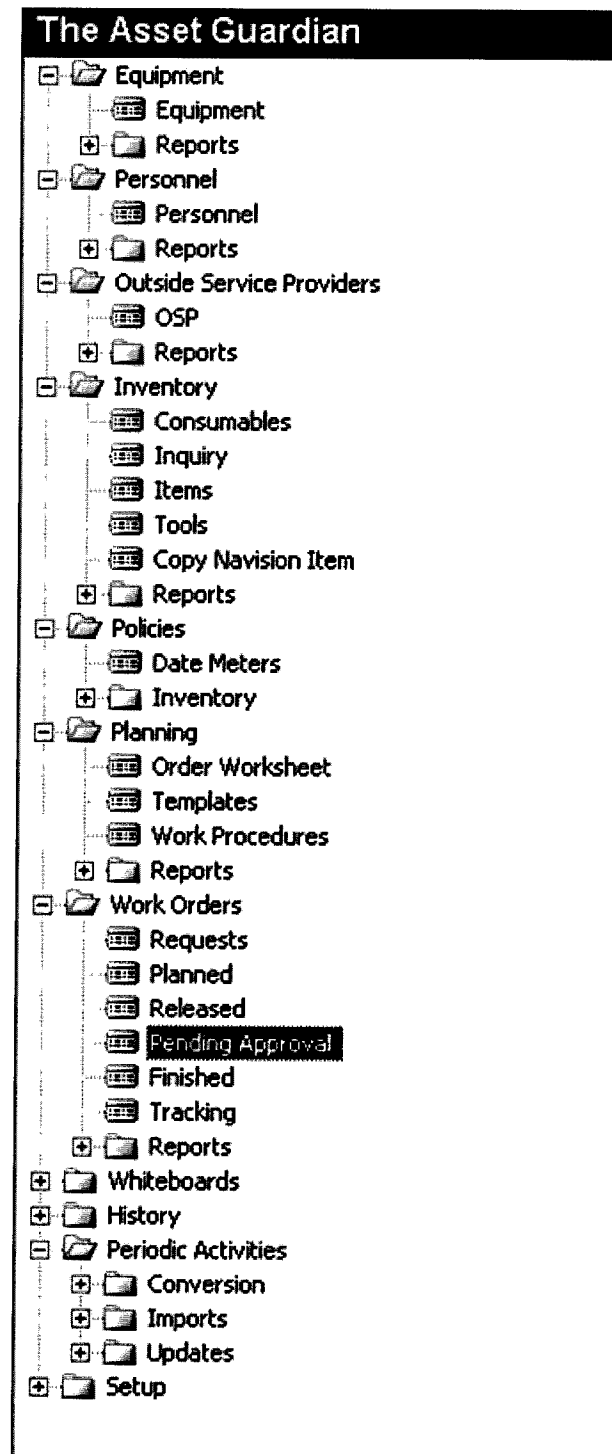 The Asset Guardian
Equipment
Equipment
Reports
Personnel
Personnel
Reports
Outside Service Providers
OSP
Reports
Inventory
Consumables
Inquiry
Items
Tools
Copy Navision Item
Reports
Policies
Date Meters
Inventory
Planning
Order Worksheet
Templates
Work Procedures
Reports
Work Orders
Requests
Planned
Released
Pending Approval
Finished
Tracking
Reports
Whiteboards
History
Periodic Activities
Conversion
Imports
Updates
Setup